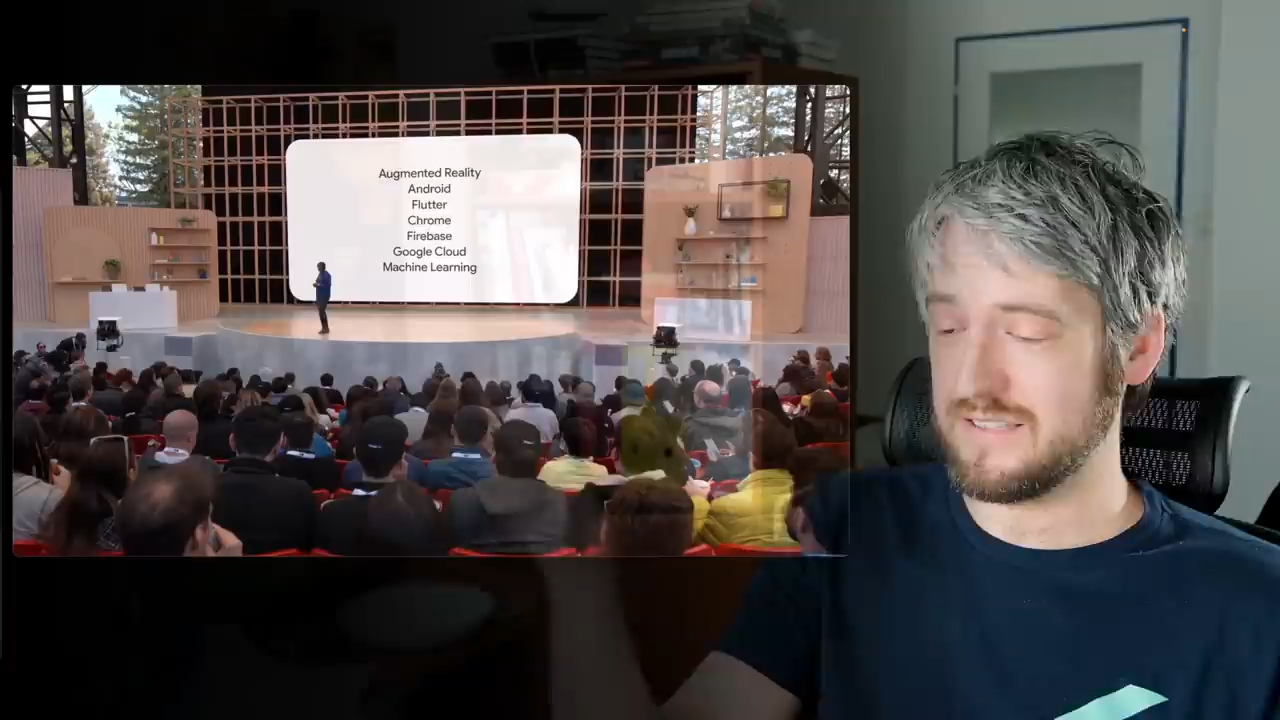 Augmented Reality
Android
Flutter
Chrome
Firebase
Google Cloud
Machine Learning